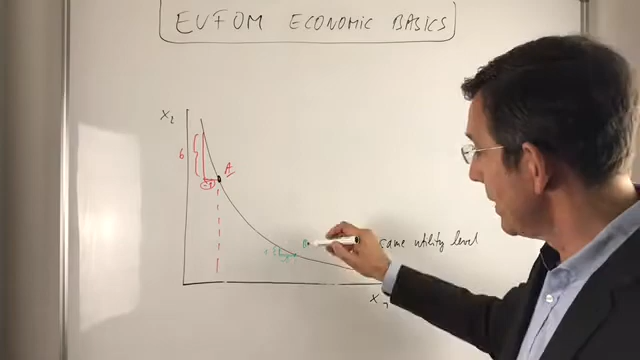 EUFOM ECONOMIC BASICS
X₂
6
A
same utility level
X₁